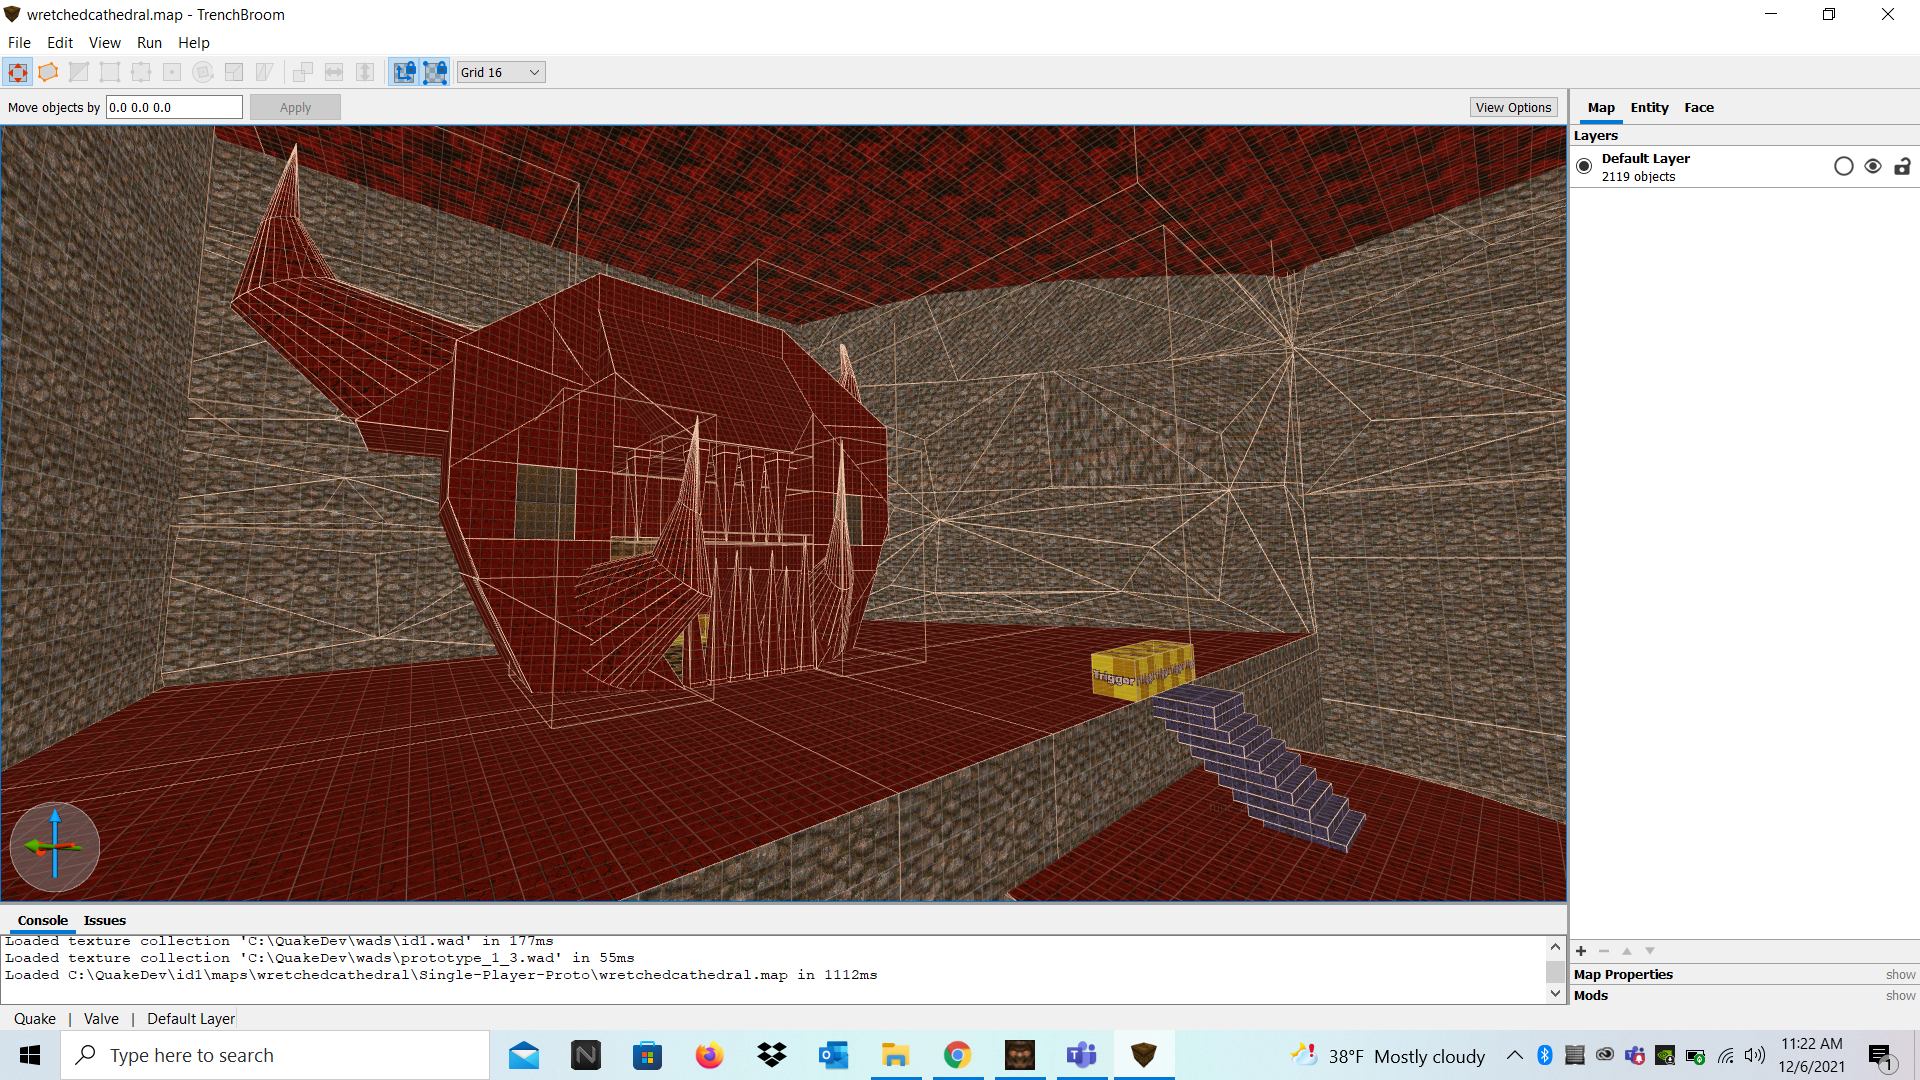 wretchedcathedral.map - TrenchBroom
File Edit View Run Help
Grid 16
Move objects by 0.0 0.0 0.0 Apply View Options
Map Entity Face
Layers
Default Layer
2119 objects
Trigger
Console Issues
Loaded texture collection 'C:\QuakeDev\wads\id1.wad' in 177ms
Loaded texture collection 'C:\QuakeDev\wads\prototype_1_3.wad' in 55ms
Loaded C:\QuakeDev\id1\maps\wretchedcathedral\Single-Player-Proto\wretchedcathedral.map in 1112ms
Map Properties show
Mods show
Quake | Valve | Default Layer
Type here to search
38°F Mostly cloudy
11:22 AM
12/6/2021
1